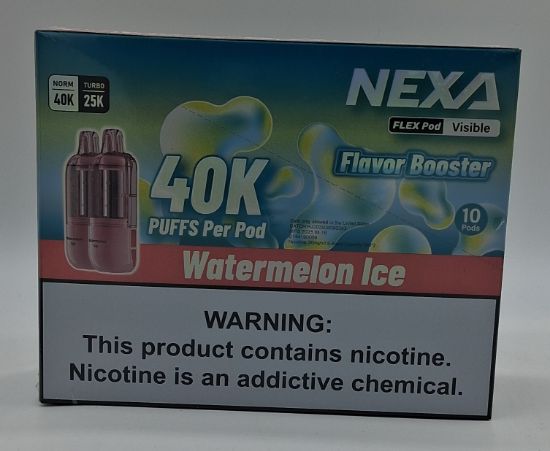 NORM TURBO
40K 25K
NEXA
FLEX Pod Visible
Flavor Booster
40K
PUFFS Per Pod
10
Pods
Watermelon Ice
WARNING:
This product contains nicotine.
Nicotine is an addictive chemical.